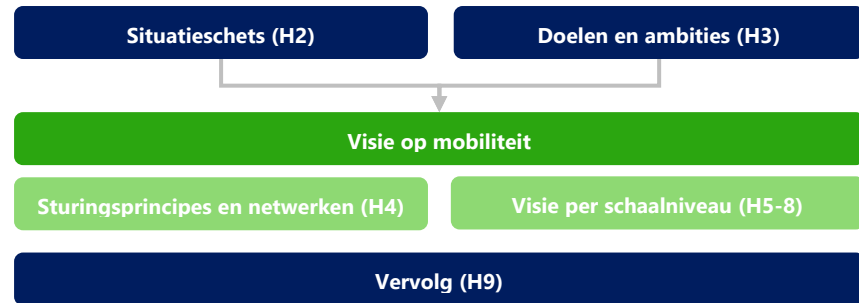 Situatieschets (H2)
Doelen en ambities (H3)
Visie op mobiliteit
Sturingsprincipes en netwerken (H4)
Visie per schaalniveau (H5-8)
Vervolg (H9)